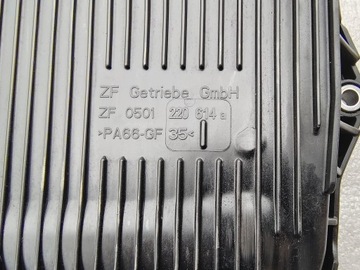 ZF Getriebe GmbH
ZF 0501 220 614 a
>PA66-GF 35<